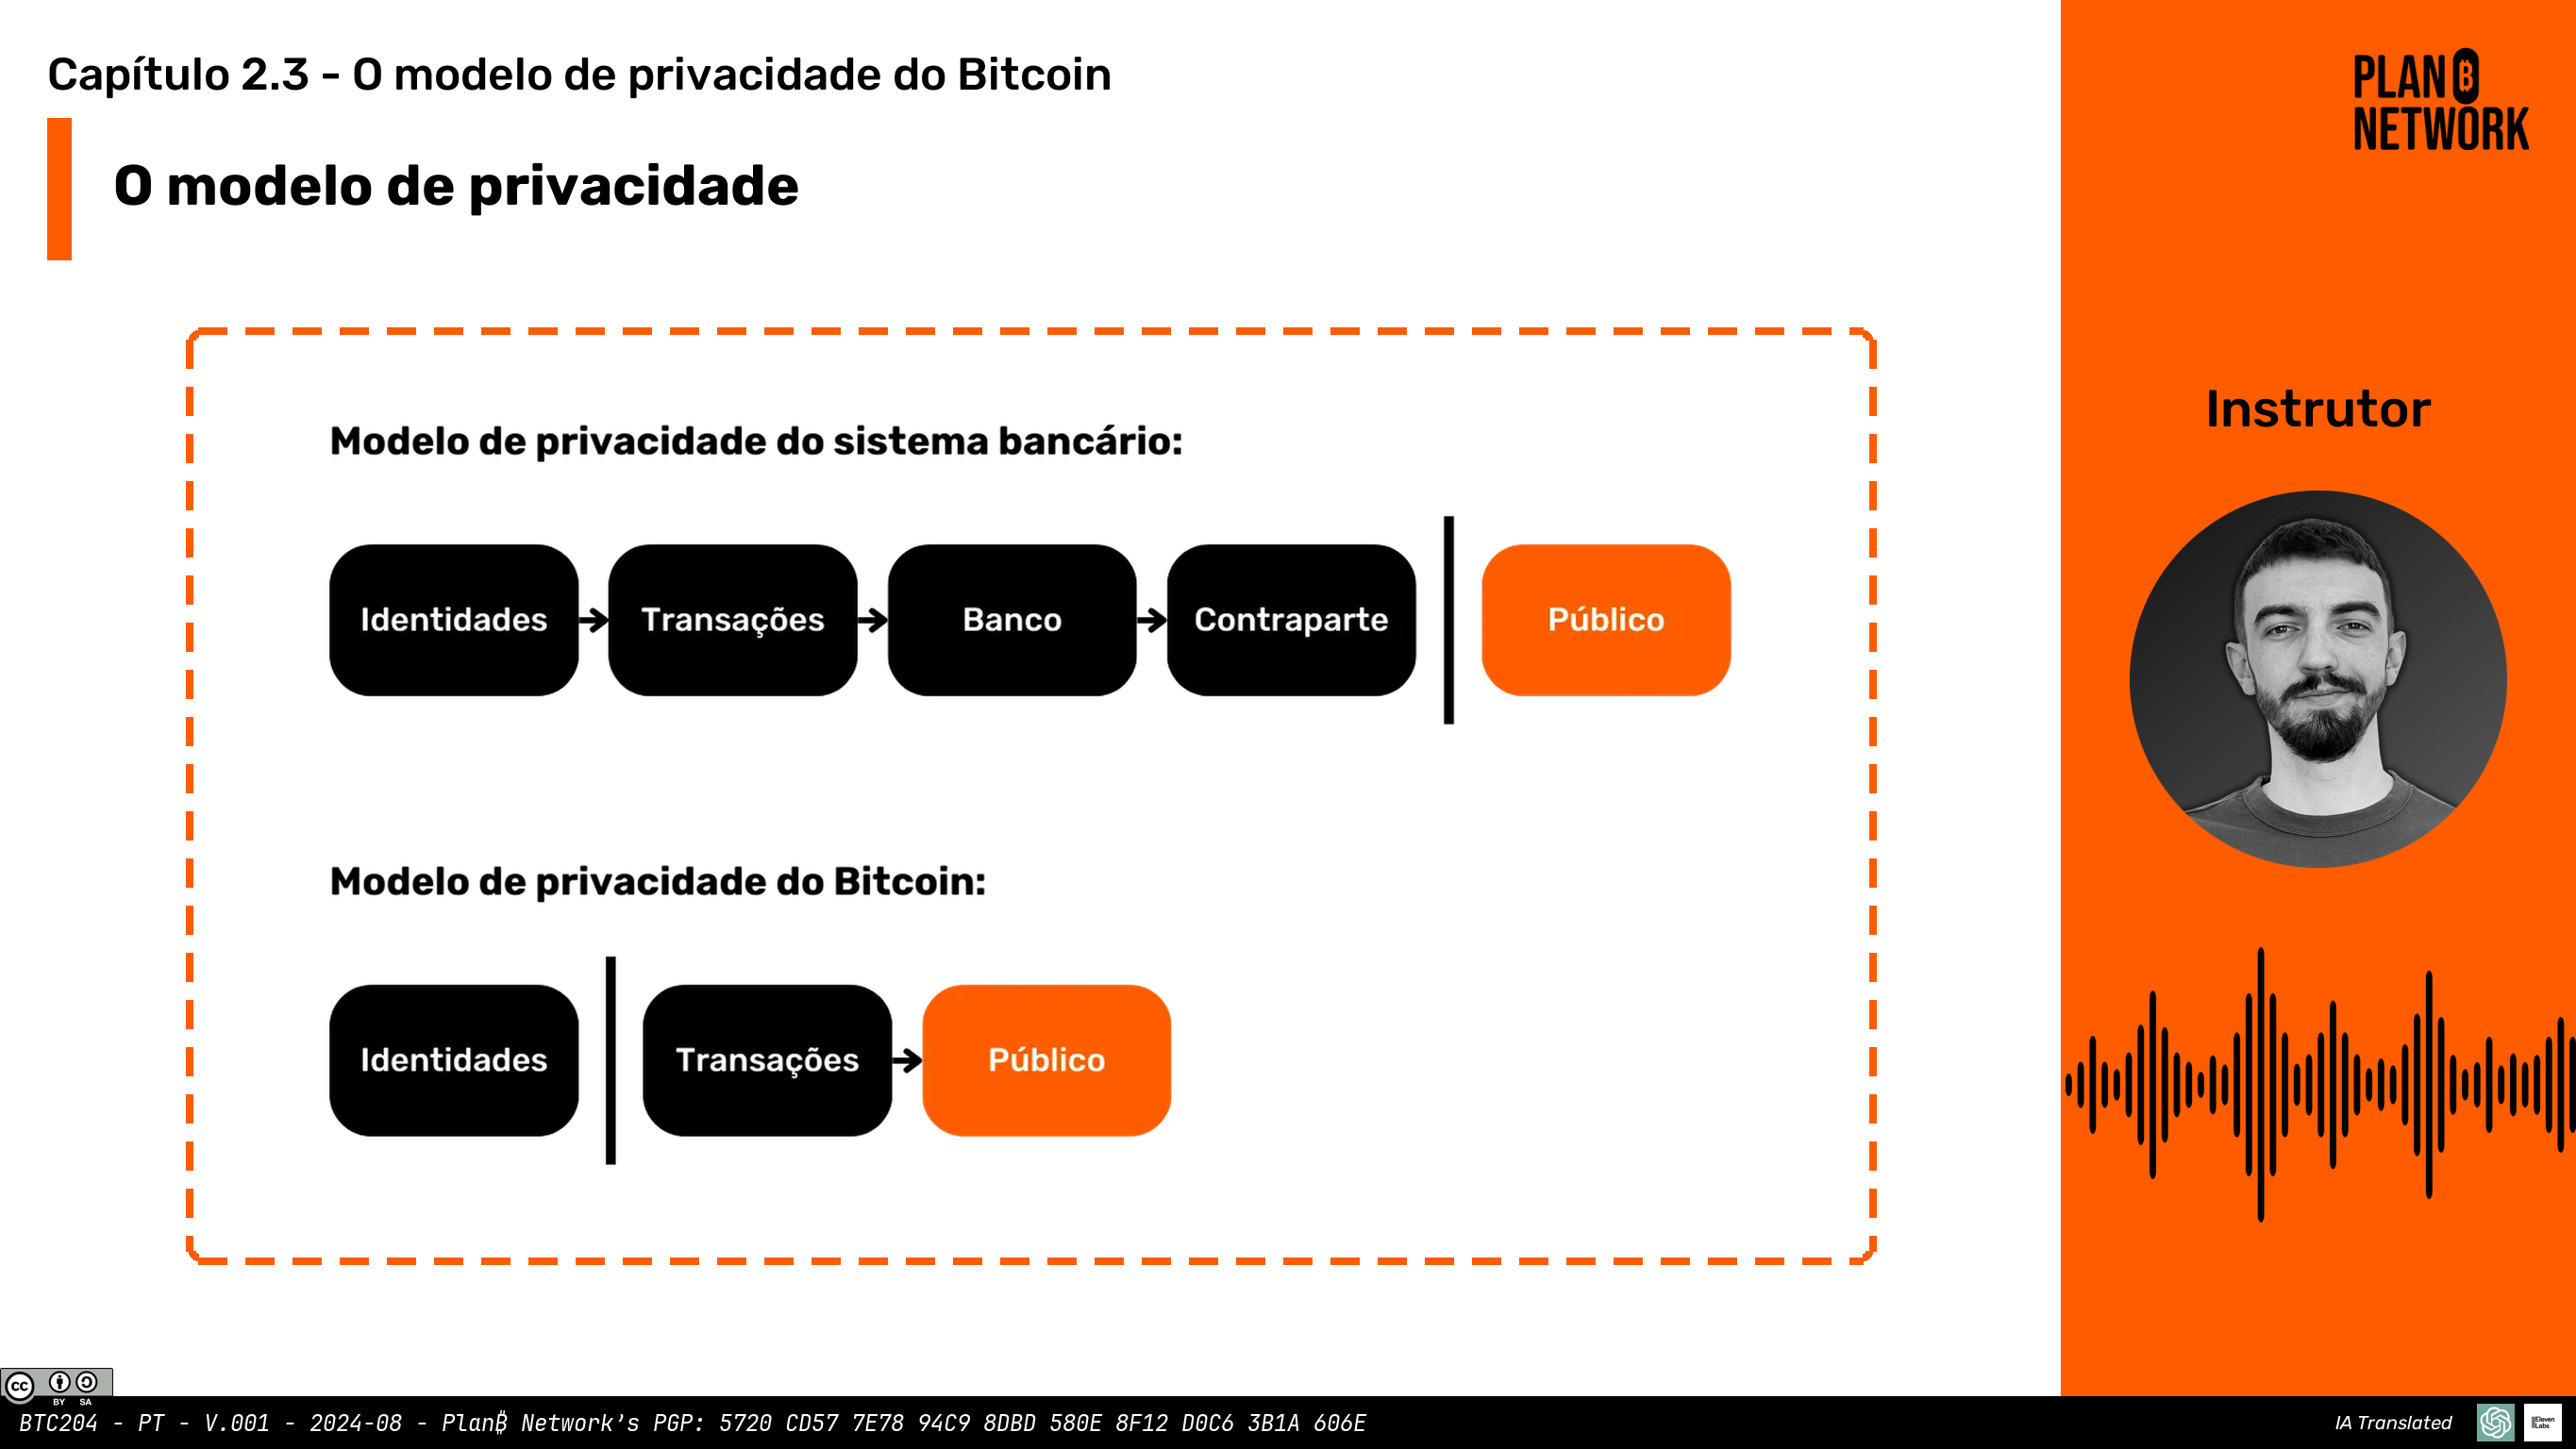 Capítulo 2.3 - O modelo de privacidade do Bitcoin
O modelo de privacidade
PLAN ₿
NETWORK
Instrutor
Modelo de privacidade do sistema bancário:
Identidades
Transações
Banco
Contraparte
Público
Modelo de privacidade do Bitcoin:
Identidades
Transações
Público
cc
BY SA
BTC204 - PT - V.001 - 2024-08 - Plan₿ Network's PGP: 5720 CD57 7E78 94C9 8DBD 580E 8F12 D0C6 3B1A 606E
IA Translated
ElevenLabs